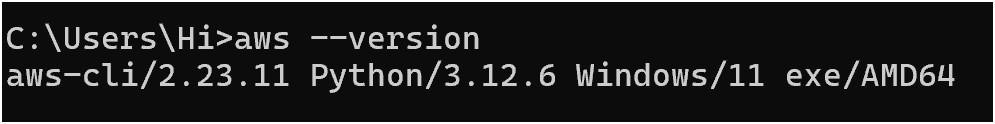 C:\Users\Hi>aws --version
aws-cli/2.23.11 Python/3.12.6 Windows/11 exe/AMD64